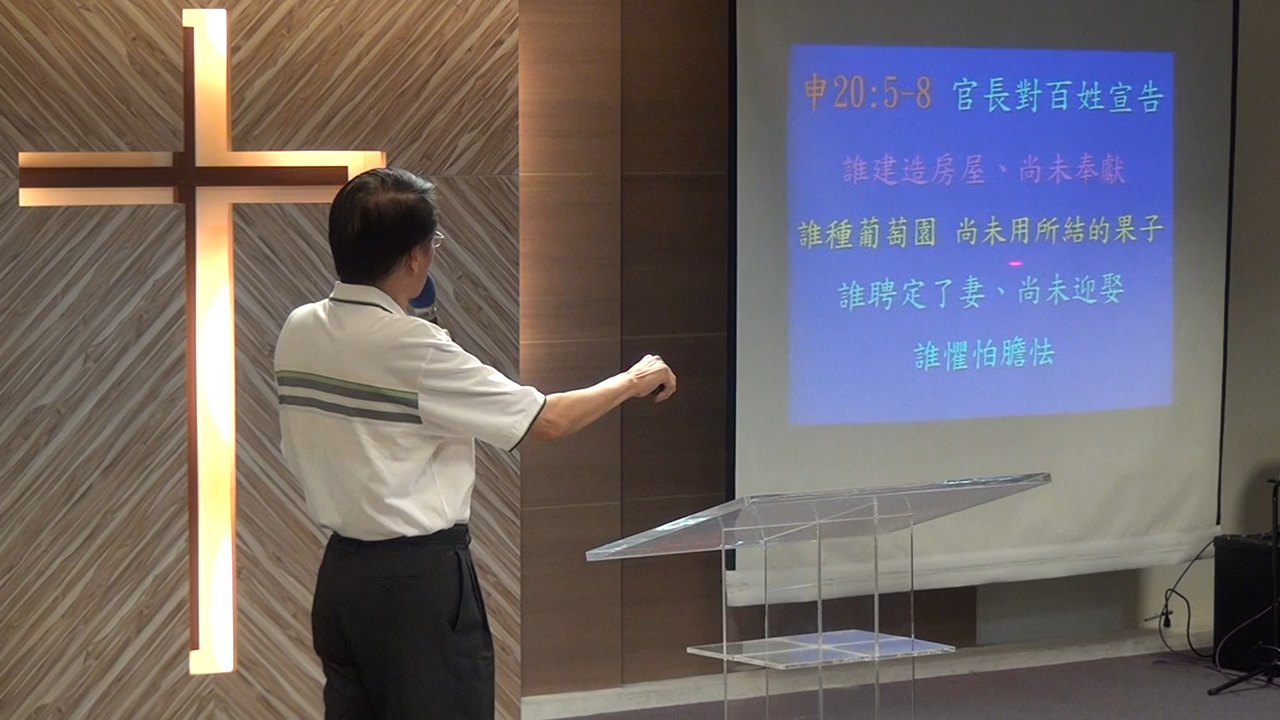 申20:5-8 官長對百姓宣告
誰建造房屋、尚未奉獻
誰種葡萄園 尚未用所結的果子
誰聘定了妻、尚未迎娶
誰懼怕膽怯